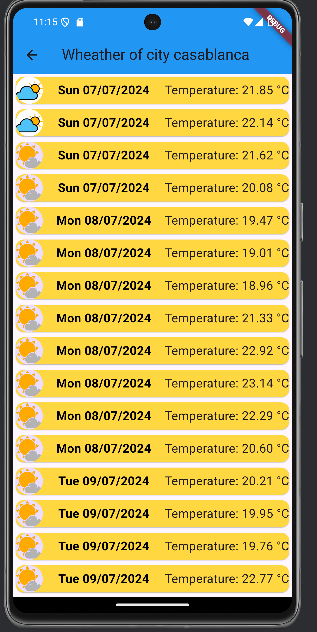 11:15
DEBUG
Wheather of city casablanca
Sun 07/07/2024 Temperature: 21.85 °C
Sun 07/07/2024 Temperature: 22.14 °C
Sun 07/07/2024 Temperature: 21.62 °C
Sun 07/07/2024 Temperature: 20.08 °C
Mon 08/07/2024 Temperature: 19.47 °C
Mon 08/07/2024 Temperature: 19.01 °C
Mon 08/07/2024 Temperature: 18.96 °C
Mon 08/07/2024 Temperature: 21.33 °C
Mon 08/07/2024 Temperature: 22.92 °C
Mon 08/07/2024 Temperature: 23.14 °C
Mon 08/07/2024 Temperature: 22.29 °C
Mon 08/07/2024 Temperature: 20.60 °C
Tue 09/07/2024 Temperature: 20.21 °C
Tue 09/07/2024 Temperature: 19.95 °C
Tue 09/07/2024 Temperature: 19.76 °C
Tue 09/07/2024 Temperature: 22.77 °C